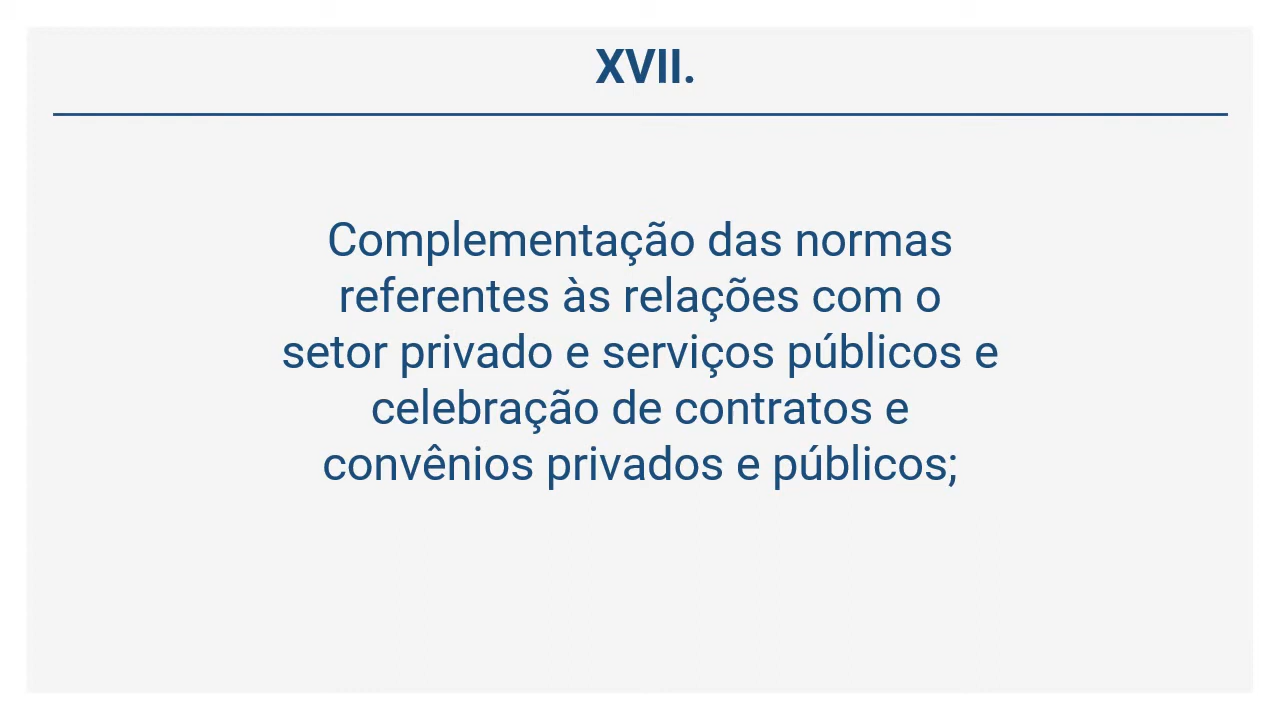 XVII.
Complementação das normas
referentes às relações com o
setor privado e serviços públicos e
celebração de contratos e
convênios privados e públicos;